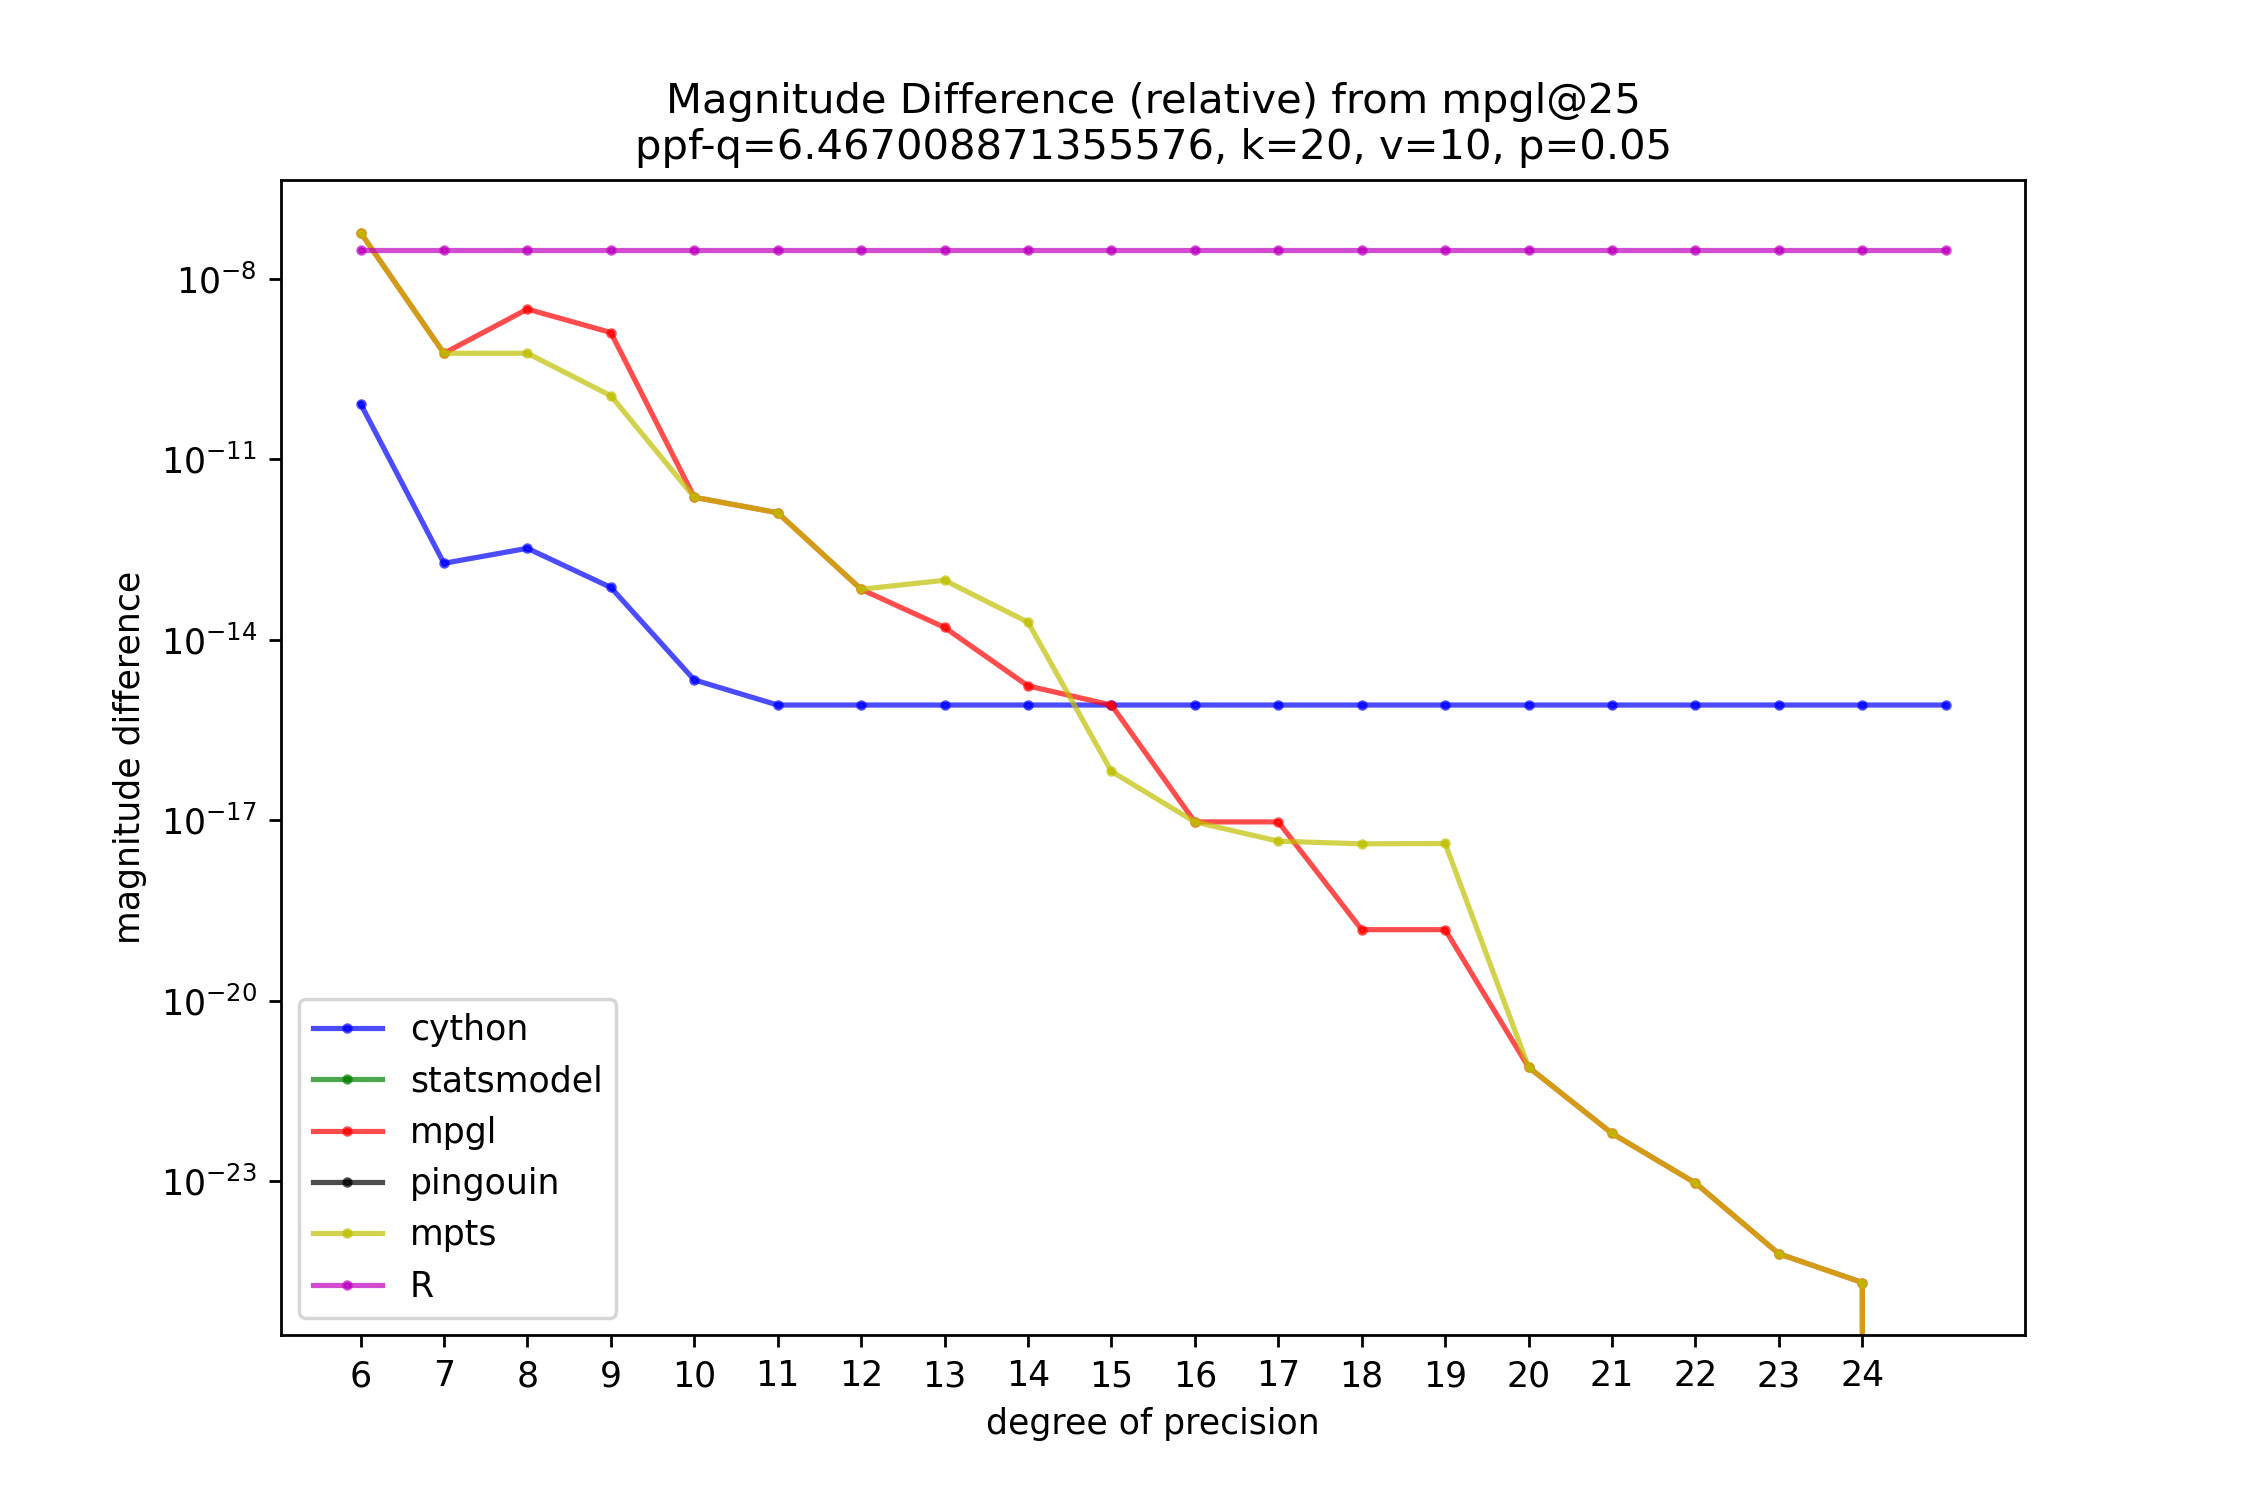 Magnitude Difference (relative) from mpgl@25
ppf-q=6.467008871355576, k=20, v=10, p=0.05
magnitude difference
10⁻⁸
10⁻¹¹
10⁻¹⁴
10⁻¹⁷
10⁻²⁰
10⁻²³
cython
statsmodel
mpgl
pingouin
mpts
R
6 7 8 9 10 11 12 13 14 15 16 17 18 19 20 21 22 23 24
degree of precision